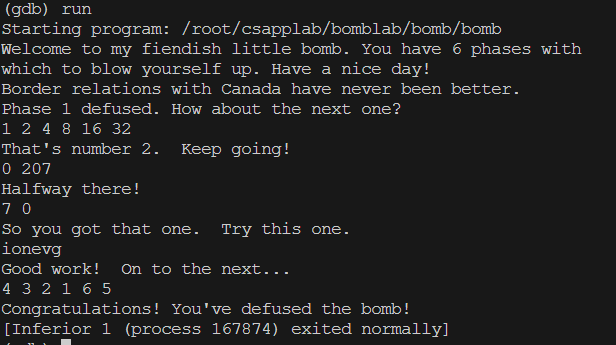 (gdb) run
Starting program: /root/csapplab/bomblab/bomb/bomb
Welcome to my fiendish little bomb. You have 6 phases with
which to blow yourself up. Have a nice day!
Border relations with Canada have never been better.
Phase 1 defused. How about the next one?
1 2 4 8 16 32
That's number 2.  Keep going!
0 207
Halfway there!
7 0
So you got that one.  Try this one.
ionevg
Good work!  On to the next...
4 3 2 1 6 5
Congratulations! You've defused the bomb!
[Inferior 1 (process 167874) exited normally]